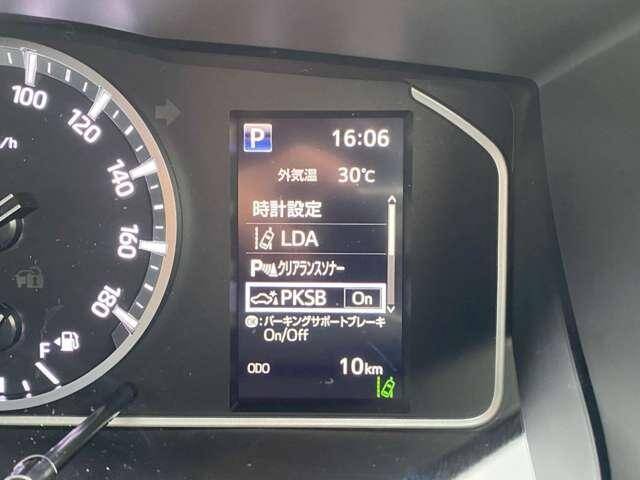 100
120
140
160
180
/h
F
P
16:06
外気温 30℃
時計設定
LDA
Pクリアランスソナー
PKSB On
OK:パーキングサポートブレーキ
On/Off
ODO 10km